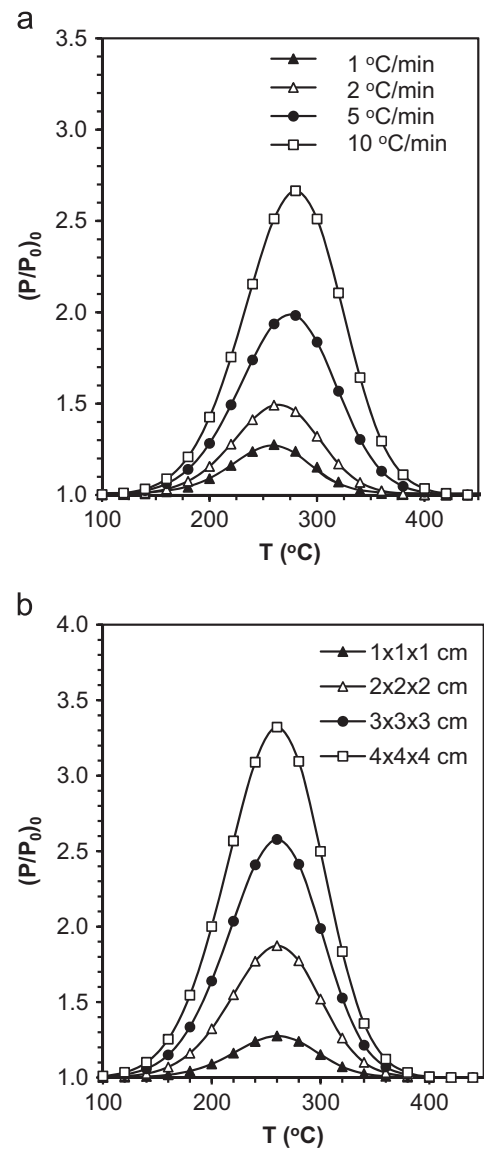 a
3.5
3.0
2.5
2.0
1.5
1.0
(P/P₀)₀
1 °C/min
2 °C/min
5 °C/min
10 °C/min
100 200 300 400
T (°C)
b
4.0
3.5
3.0
2.5
2.0
1.5
1.0
(P/P₀)₀
1x1x1 cm
2x2x2 cm
3x3x3 cm
4x4x4 cm
100 200 300 400
T (°C)